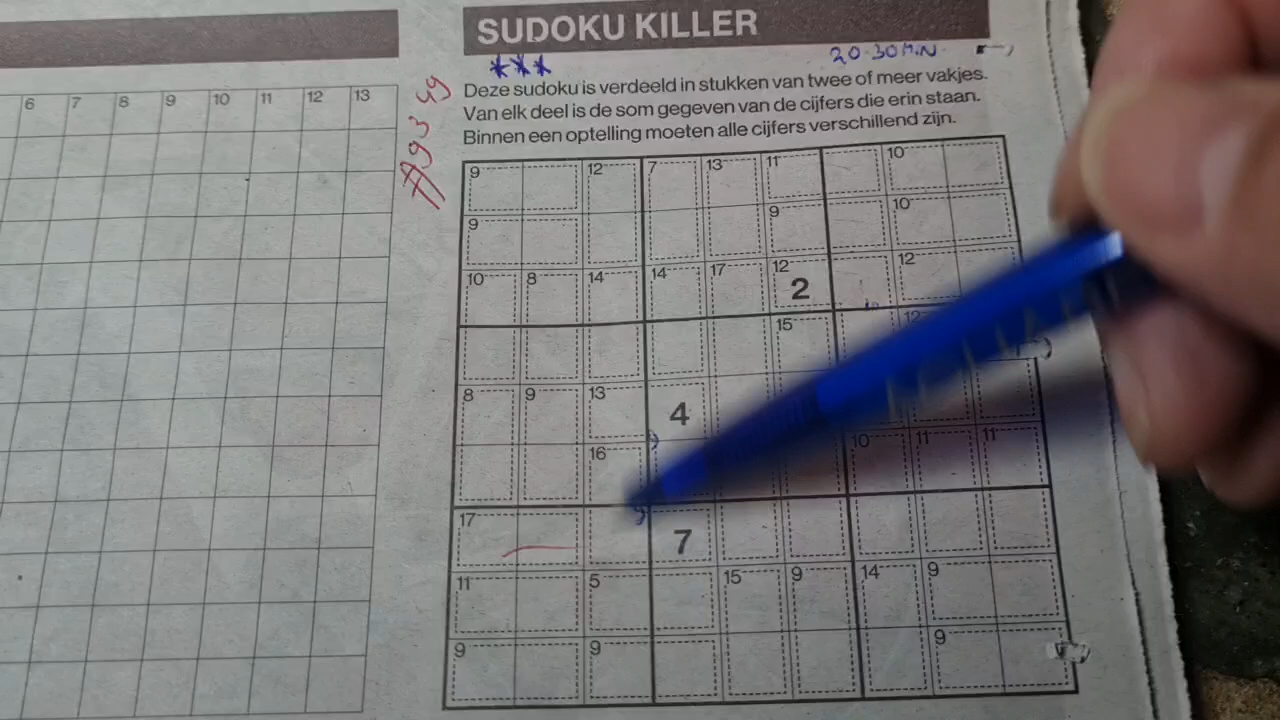 SUDOKU KILLER
*** 20-30MIN.
Deze sudoku is verdeeld in stukken van twee of meer vakjes.
Van elk deel is de som gegeven van de cijfers die erin staan.
Binnen een optelling moeten alle cijfers verschillend zijn.
6 7 8 9 10 11 12 13
9 12 7 13 11 10
9 9 10
10 8 14 14 17 12 2 12
15 12
8 9 13 4
16 10 11 11
17 7
11 5 15 9 14 9
9 9 9